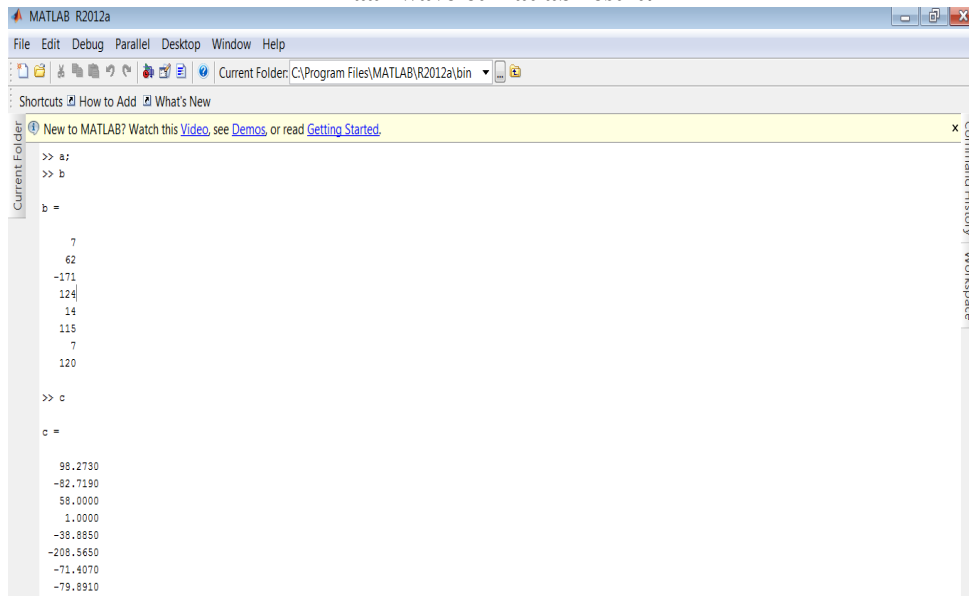 MATLAB R2012a
File Edit Debug Parallel Desktop Window Help
Current Folder: C:\Program Files\MATLAB\R2012a\bin
Shortcuts How to Add What's New
New to MATLAB? Watch this Video, see Demos, or read Getting Started.
Current Folder
>> a;
>> b
b =
7
62
-171
124
14
115
7
120
>> c
c =
98.2730
-82.7190
58.0000
1.0000
-38.8850
-208.5650
-71.4070
-79.8910
Command History
Workspace